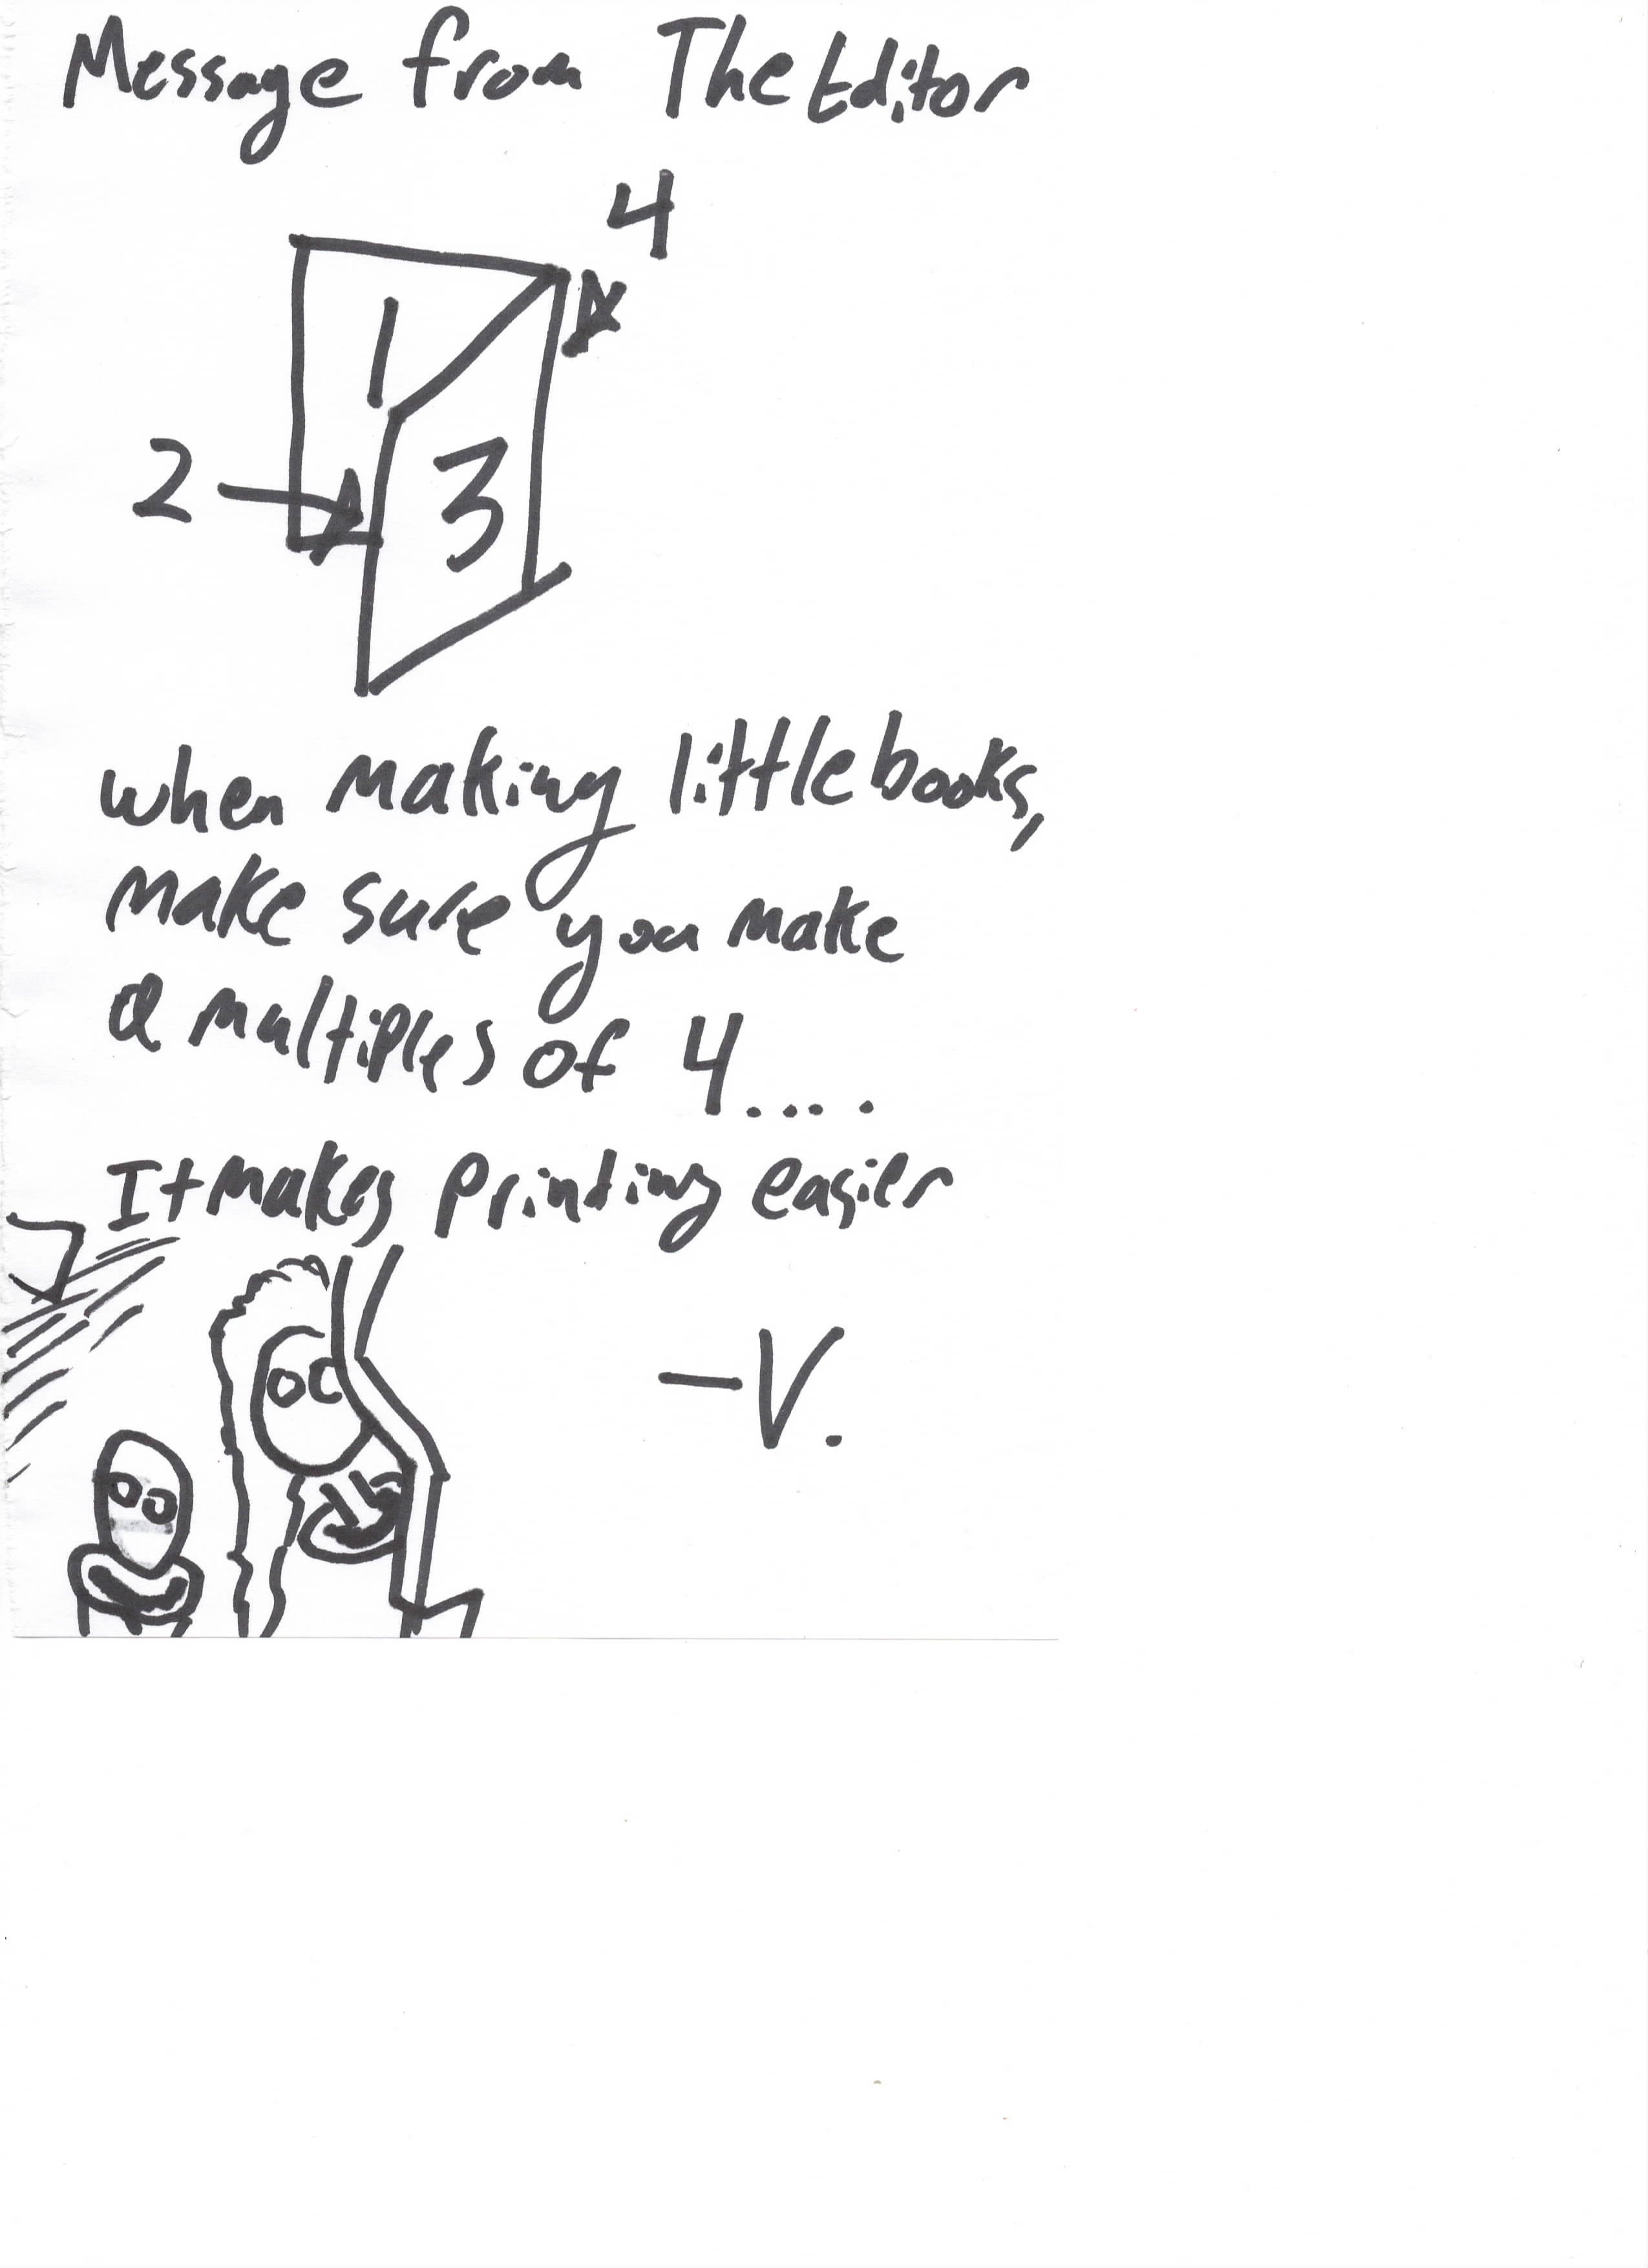 Message from The Editor
4
1
2
3
when making little books,
make sure you make
a multiples of 4....
It makes printing easier
-V.